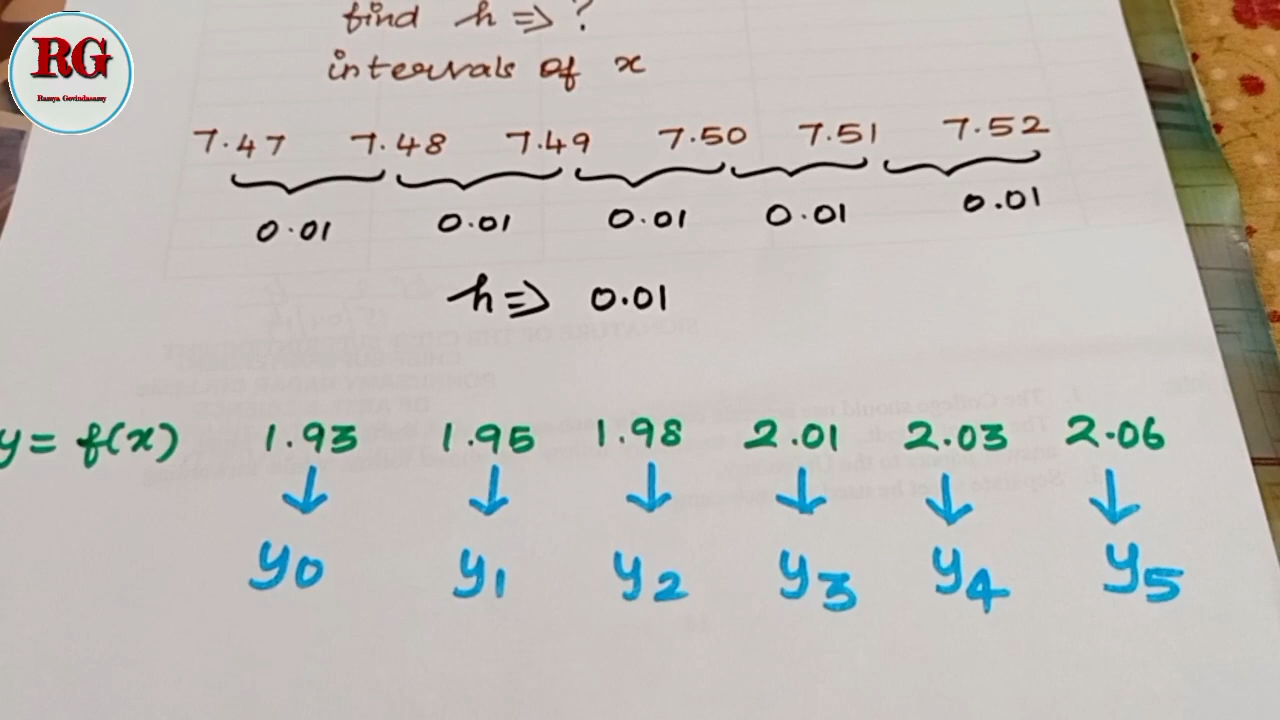 RG
Ramya Govindasamy
find h => ?
intervals of x
7.47 7.48 7.49 7.50 7.51 7.52
0.01 0.01 0.01 0.01 0.01
h => 0.01
y = f(x) 1.93 1.95 1.98 2.01 2.03 2.06
y0 y1 y2 y3 y4 y5